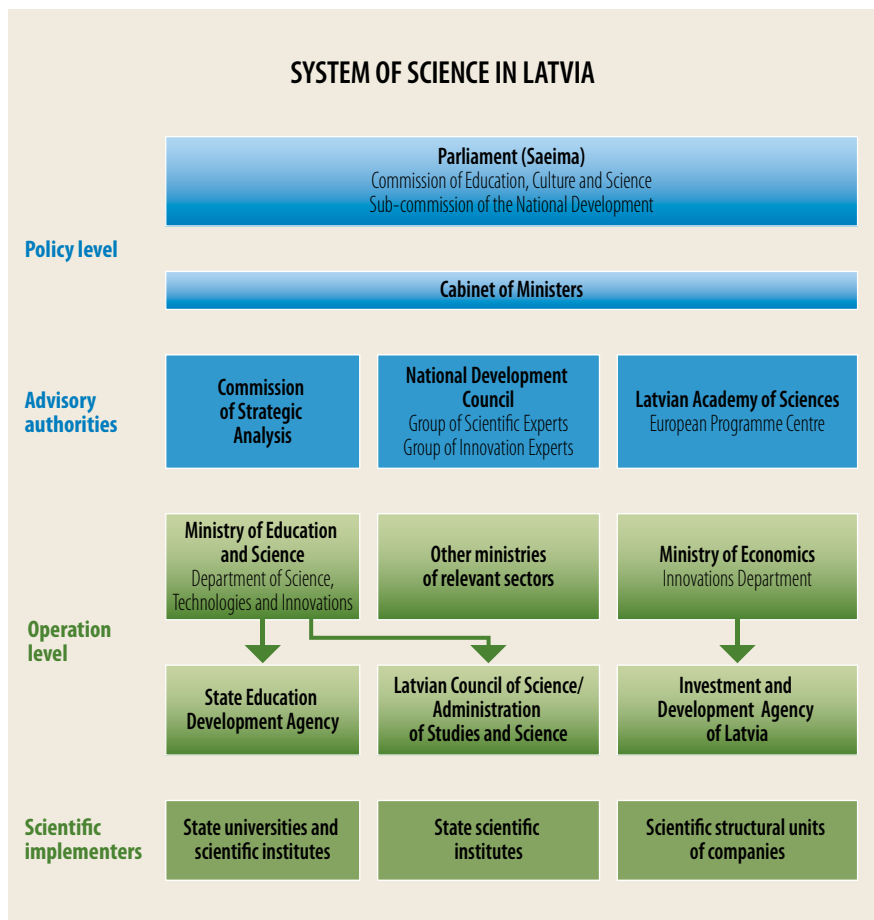 SYSTEM OF SCIENCE IN LATVIA
Parliament (Saeima)
Commission of Education, Culture and Science
Sub-commission of the National Development
Policy level
Cabinet of Ministers
Advisory
authorities
Commission
of Strategic
Analysis
National Development
Council
Group of Scientific Experts
Group of Innovation Experts
Latvian Academy of Sciences
European Programme Centre
Operation
level
Ministry of Education
and Science
Department of Science,
Technologies and Innovations
Other ministries
of relevant sectors
Ministry of Economics
Innovations Department
State Education
Development Agency
Latvian Council of Science/
Administration
of Studies and Science
Investment and
Development Agency
of Latvia
Scientific
implementers
State universities and
scientific institutes
State scientific
institutes
Scientific structural units
of companies